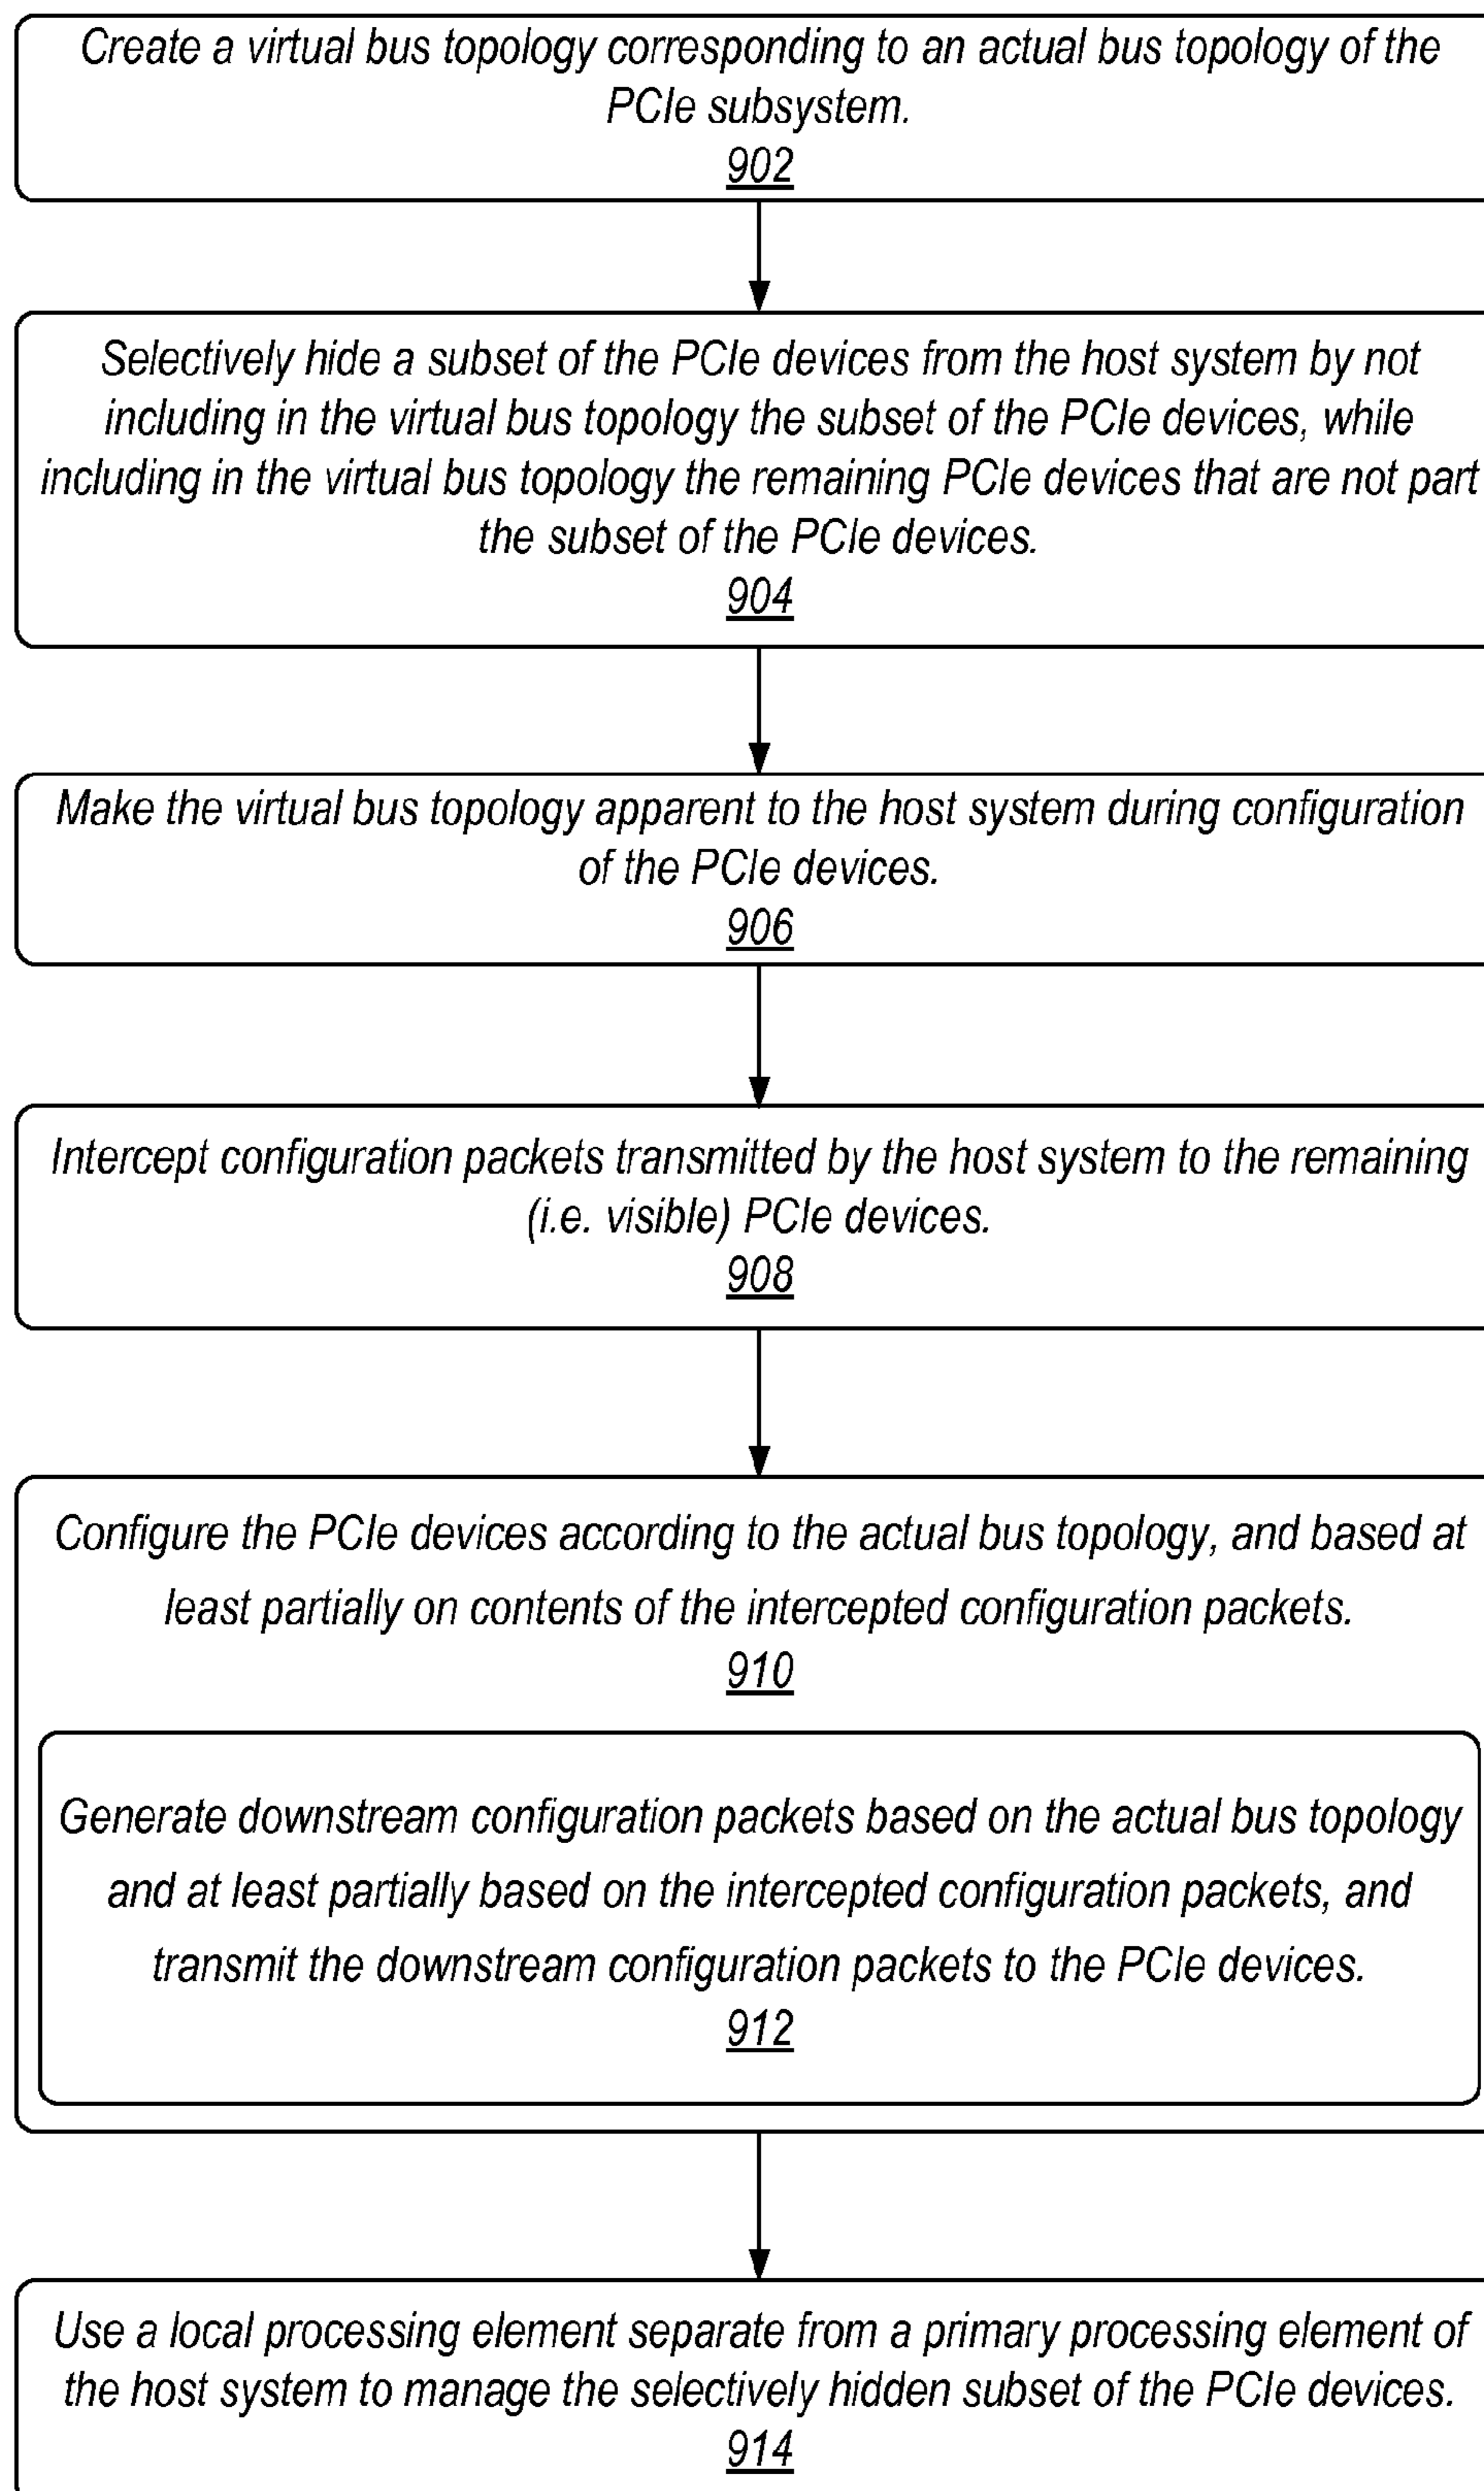 Create a virtual bus topology corresponding to an actual bus topology of the
PCIe subsystem.
902
Selectively hide a subset of the PCIe devices from the host system by not
including in the virtual bus topology the subset of the PCIe devices, while
including in the virtual bus topology the remaining PCIe devices that are not part
the subset of the PCIe devices.
904
Make the virtual bus topology apparent to the host system during configuration
of the PCIe devices.
906
Intercept configuration packets transmitted by the host system to the remaining
(i.e. visible) PCIe devices.
908
Configure the PCIe devices according to the actual bus topology, and based at
least partially on contents of the intercepted configuration packets.
910
Generate downstream configuration packets based on the actual bus topology
and at least partially based on the intercepted configuration packets, and
transmit the downstream configuration packets to the PCIe devices.
912
Use a local processing element separate from a primary processing element of
the host system to manage the selectively hidden subset of the PCIe devices.
914